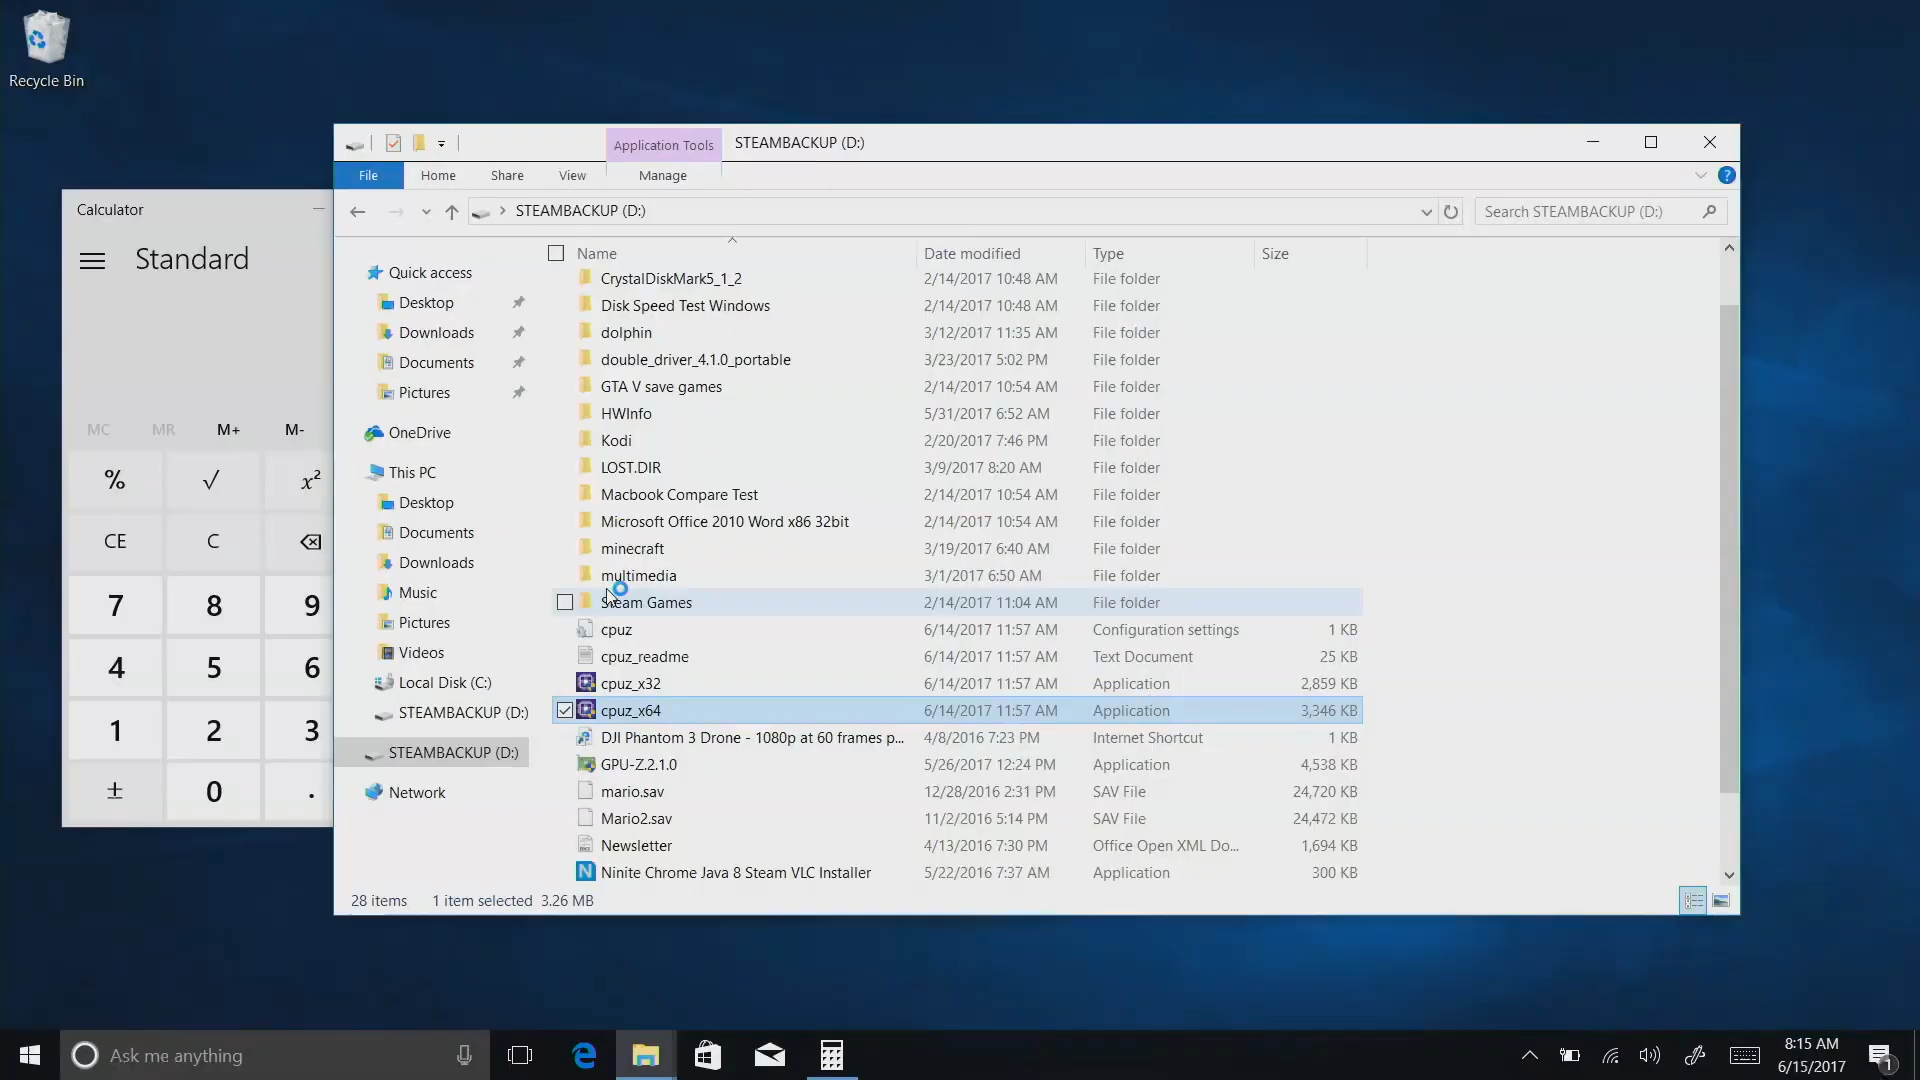 Recycle Bin
Application Tools
STEAMBACKUP (D:)
File
Home
Share
View
Manage
?
STEAMBACKUP (D:)
Search STEAMBACKUP (D:)
Calculator
Standard
MC MR M+ M-
% √ x²
CE C
7 8 9
4 5 6
1 2 3
± 0 .
Quick access
Desktop
Downloads
Documents
Pictures
OneDrive
This PC
Desktop
Documents
Downloads
Music
Pictures
Videos
Local Disk (C:)
STEAMBACKUP (D:)
STEAMBACKUP (D:)
Network
Name Date modified Type Size
CrystalDiskMark5_1_2 2/14/2017 10:48 AM File folder
Disk Speed Test Windows 2/14/2017 10:48 AM File folder
dolphin 3/12/2017 11:35 AM File folder
double_driver_4.1.0_portable 3/23/2017 5:02 PM File folder
GTA V save games 2/14/2017 10:54 AM File folder
HWInfo 5/31/2017 6:52 AM File folder
Kodi 2/20/2017 7:46 PM File folder
LOST.DIR 3/9/2017 8:20 AM File folder
Macbook Compare Test 2/14/2017 10:54 AM File folder
Microsoft Office 2010 Word x86 32bit 2/14/2017 10:54 AM File folder
minecraft 3/19/2017 6:40 AM File folder
multimedia 3/1/2017 6:50 AM File folder
Steam Games 2/14/2017 11:04 AM File folder
cpuz 6/14/2017 11:57 AM Configuration settings 1 KB
cpuz_readme 6/14/2017 11:57 AM Text Document 25 KB
cpuz_x32 6/14/2017 11:57 AM Application 2,859 KB
cpuz_x64 6/14/2017 11:57 AM Application 3,346 KB
DJI Phantom 3 Drone - 1080p at 60 frames p... 4/8/2016 7:23 PM Internet Shortcut 1 KB
GPU-Z.2.1.0 5/26/2017 12:24 PM Application 4,538 KB
mario.sav 12/28/2016 2:31 PM SAV File 24,720 KB
Mario2.sav 11/2/2016 5:14 PM SAV File 24,472 KB
Newsletter 4/13/2016 7:30 PM Office Open XML Do... 1,694 KB
Ninite Chrome Java 8 Steam VLC Installer 5/22/2016 7:37 AM Application 300 KB
28 items 1 item selected 3.26 MB
Ask me anything
8:15 AM
6/15/2017
1